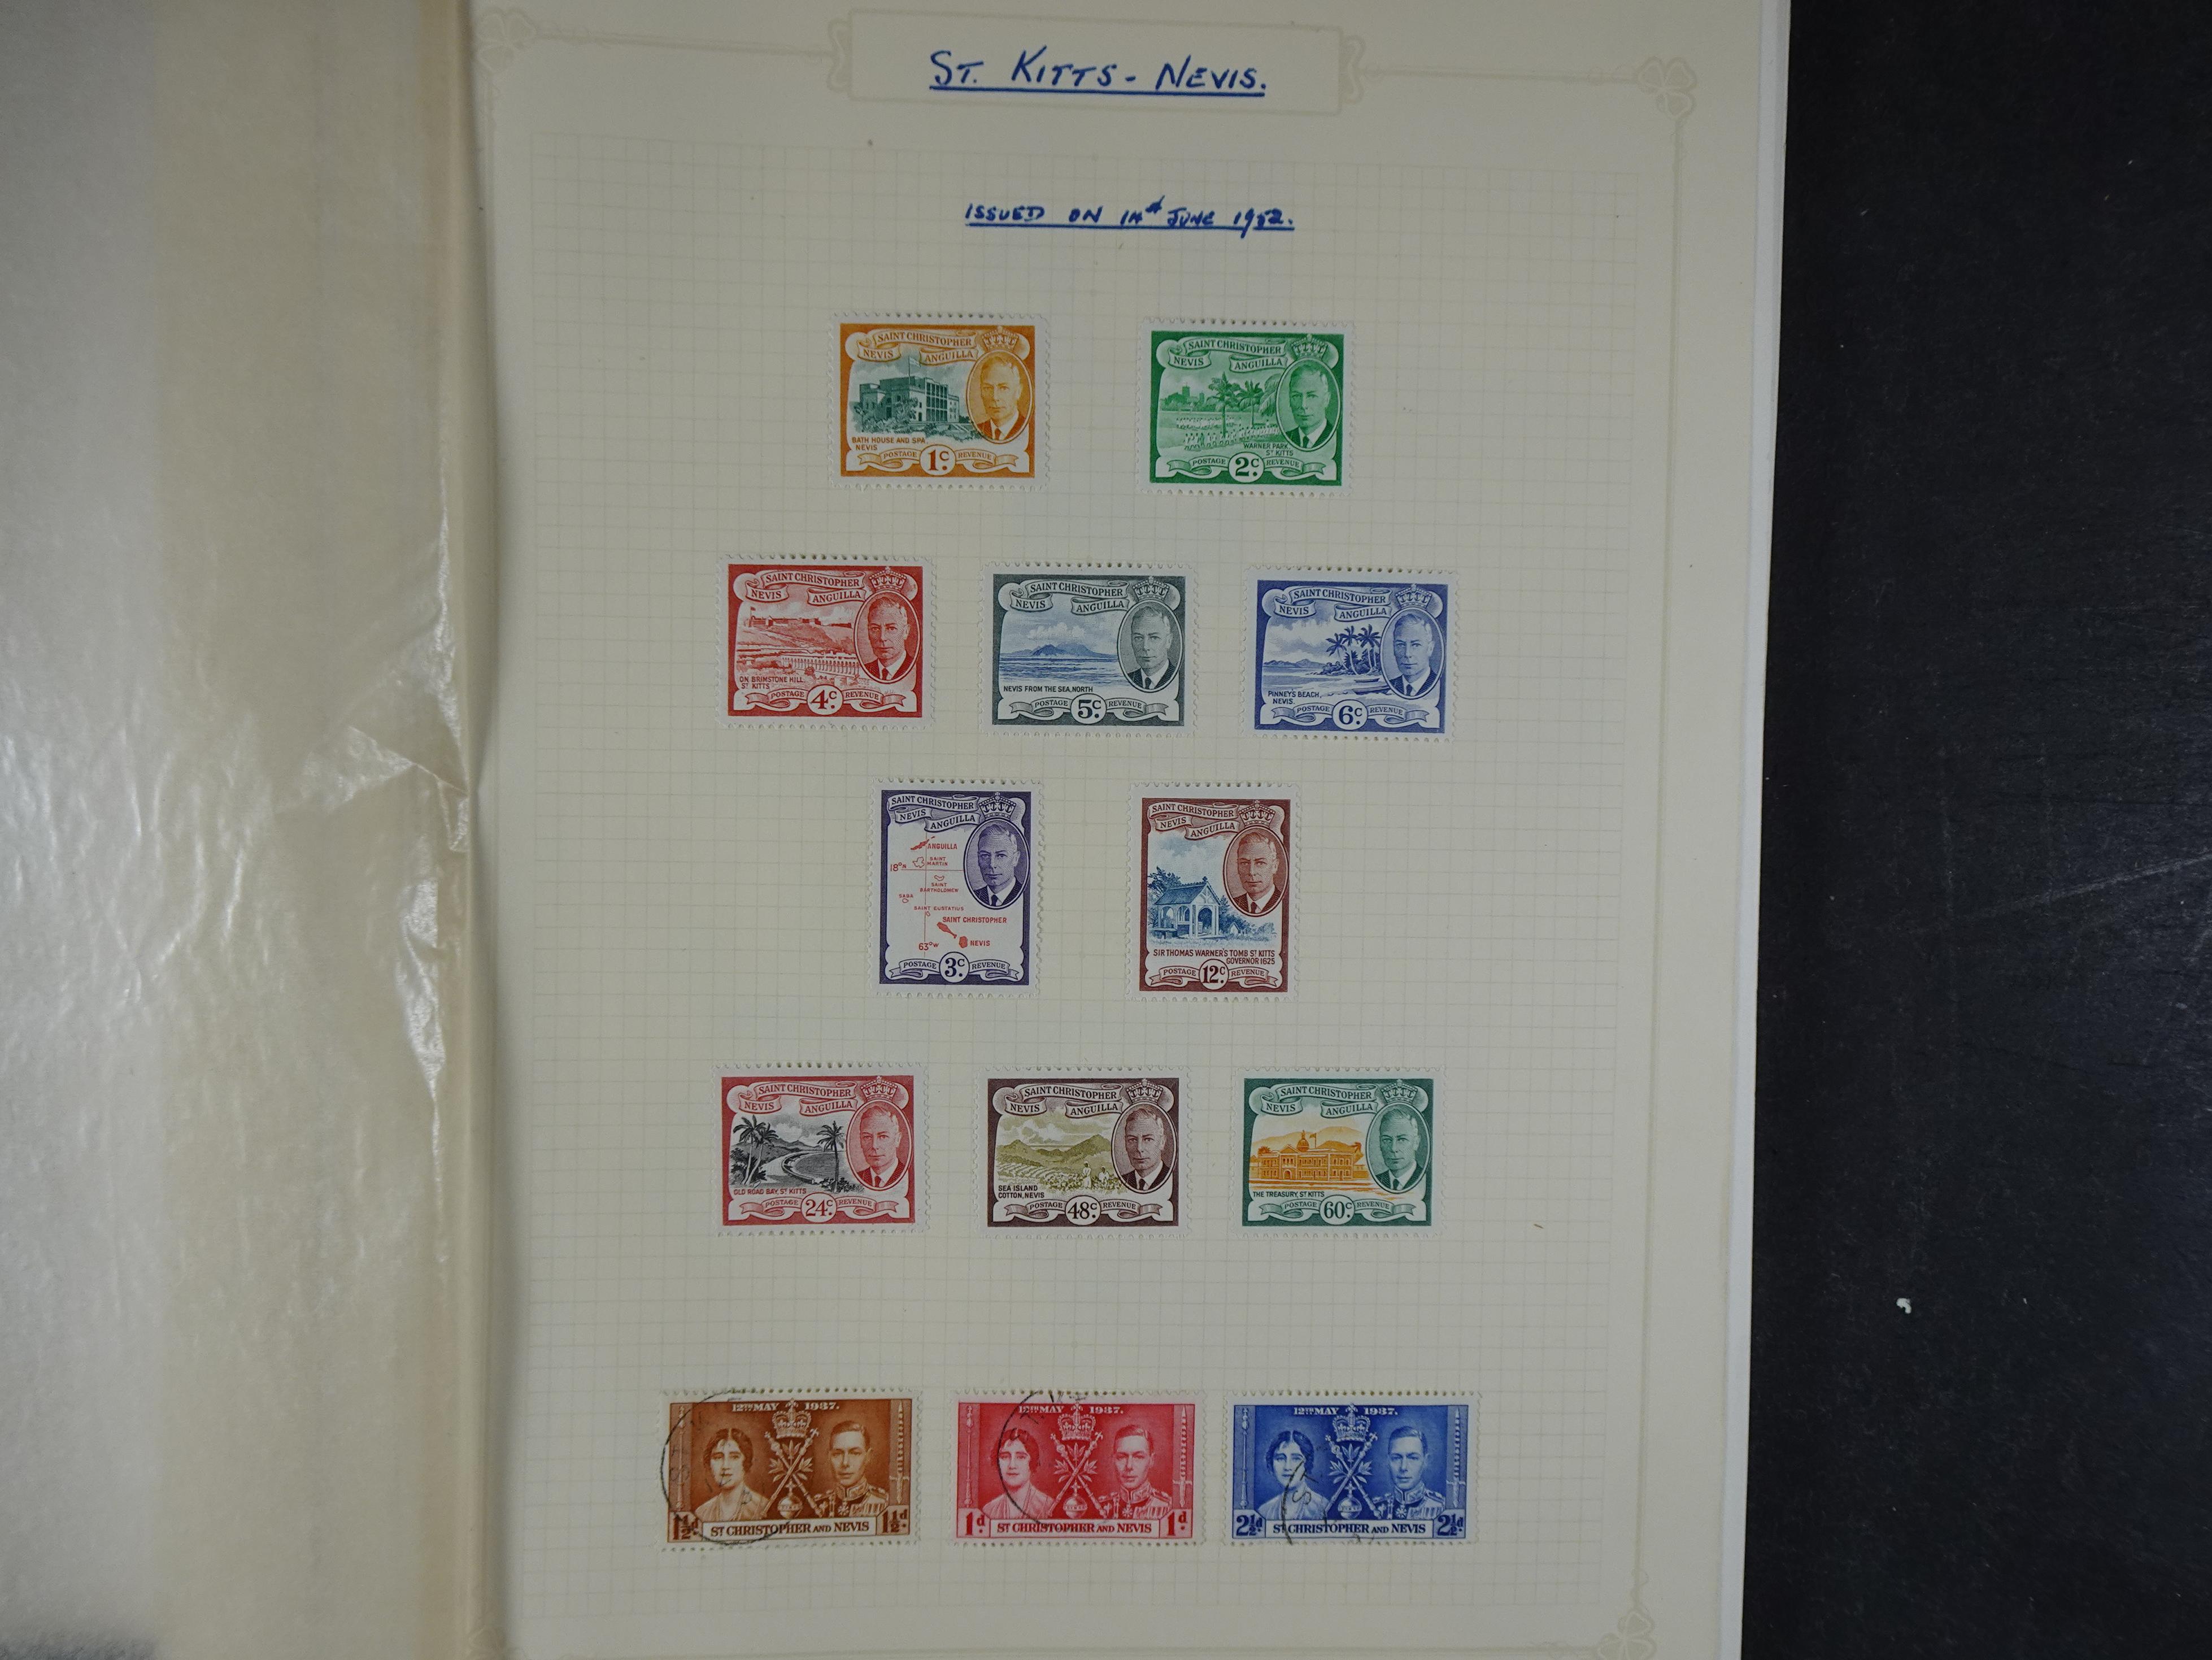 ST. KITTS - NEVIS.
ISSUED ON 14th JUNE 1952.
SAINT CHRISTOPHER
NEVIS ANGUILLA
BATH HOUSE AND SPA,
NEVIS
POSTAGE 1c. REVENUE
SAINT CHRISTOPHER
NEVIS ANGUILLA
WARNER PARK,
ST KITTS
POSTAGE 2c. REVENUE
SAINT CHRISTOPHER
NEVIS ANGUILLA
ON BRIMSTONE HILL,
ST KITTS
POSTAGE 4c. REVENUE
SAINT CHRISTOPHER
NEVIS ANGUILLA
NEVIS FROM THE SEA, NORTH
POSTAGE 5c. REVENUE
SAINT CHRISTOPHER
NEVIS ANGUILLA
PINNEY'S BEACH,
NEVIS.
POSTAGE 6c. REVENUE
SAINT CHRISTOPHER
NEVIS
ANGUILLA
ANGUILLA
SAINT
MARTIN
18°N
SAINT
BARTHOLOMEW
SABA
SAINT EUSTATIUS
SAINT CHRISTOPHER
63°W NEVIS
POSTAGE 3c. REVENUE
SAINT CHRISTOPHER
NEVIS
ANGUILLA
SIR THOMAS WARNER'S TOMB ST KITTS
GOVERNOR 1625
POSTAGE 12c. REVENUE
SAINT CHRISTOPHER
NEVIS ANGUILLA
OLD ROAD BAY, ST KITTS
POSTAGE 24c. REVENUE
SAINT CHRISTOPHER
NEVIS ANGUILLA
SEA ISLAND
COTTON, NEVIS
POSTAGE 48c. REVENUE
SAINT CHRISTOPHER
NEVIS ANGUILLA
THE TREASURY, ST KITTS
POSTAGE 60c. REVENUE
12TH MAY 1937.
1½d. ST CHRISTOPHER AND NEVIS 1½d.
12TH MAY 1937.
1d. ST CHRISTOPHER AND NEVIS 1d.
12TH MAY 1937.
2½d. ST CHRISTOPHER AND NEVIS 2½d.